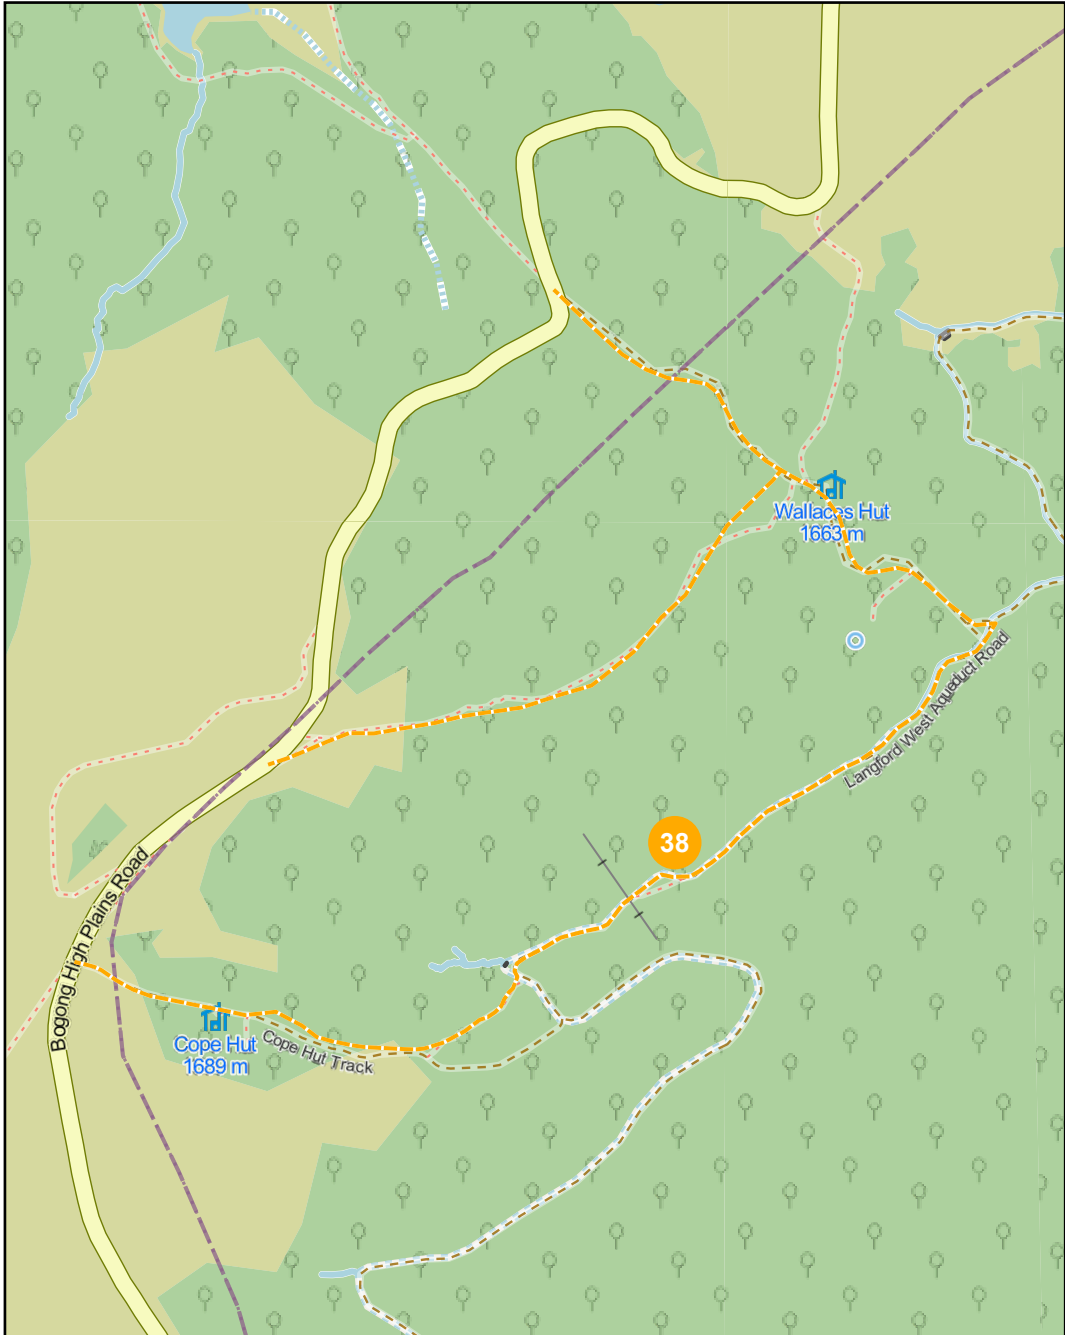 Wallaces Hut
1663 m
Langford West Aqueduct Road
38
Bogong High Plains Road
Cope Hut
1689 m
Cope Hut Track